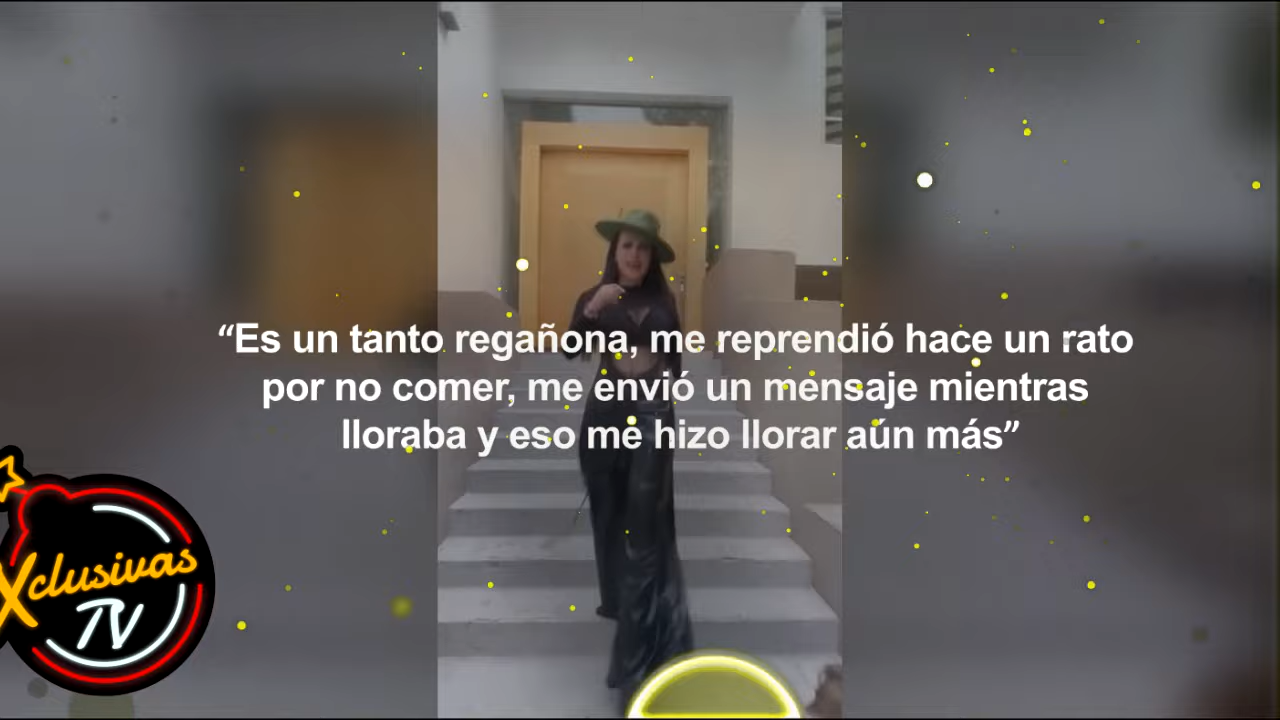 “Es un tanto regañona, me reprendió hace un rato
por no comer, me envió un mensaje mientras
lloraba y eso me hizo llorar aún más”
Xclusivas
TV